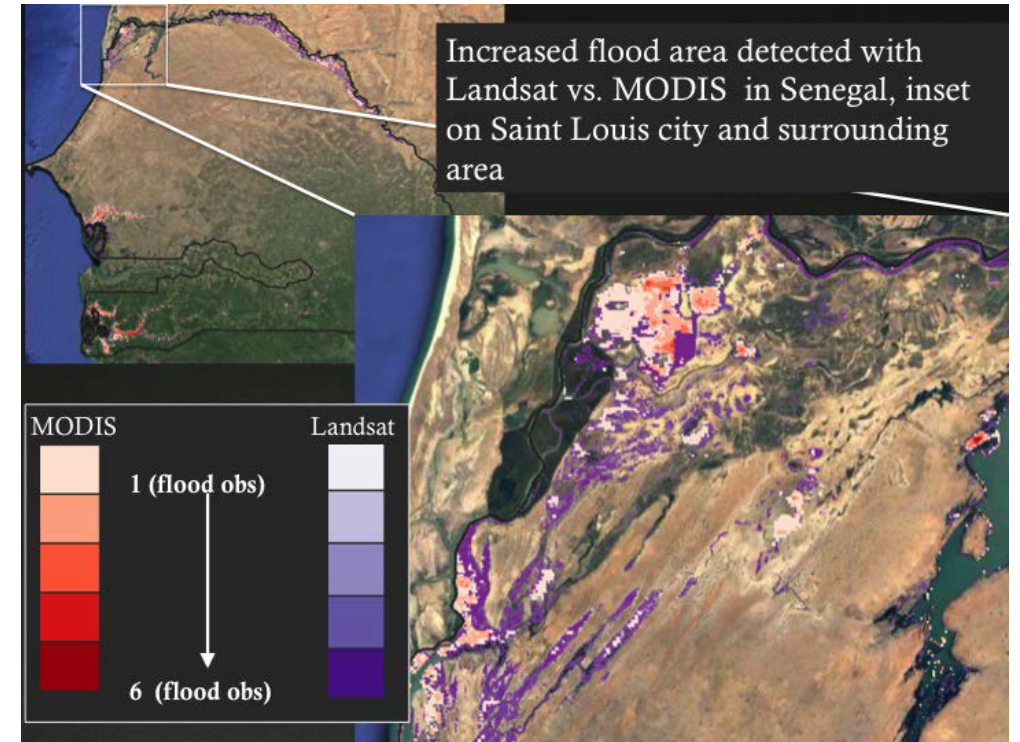 Increased flood area detected with
Landsat vs. MODIS in Senegal, inset
on Saint Louis city and surrounding
area
MODIS
Landsat
1 (flood obs)
6 (flood obs)